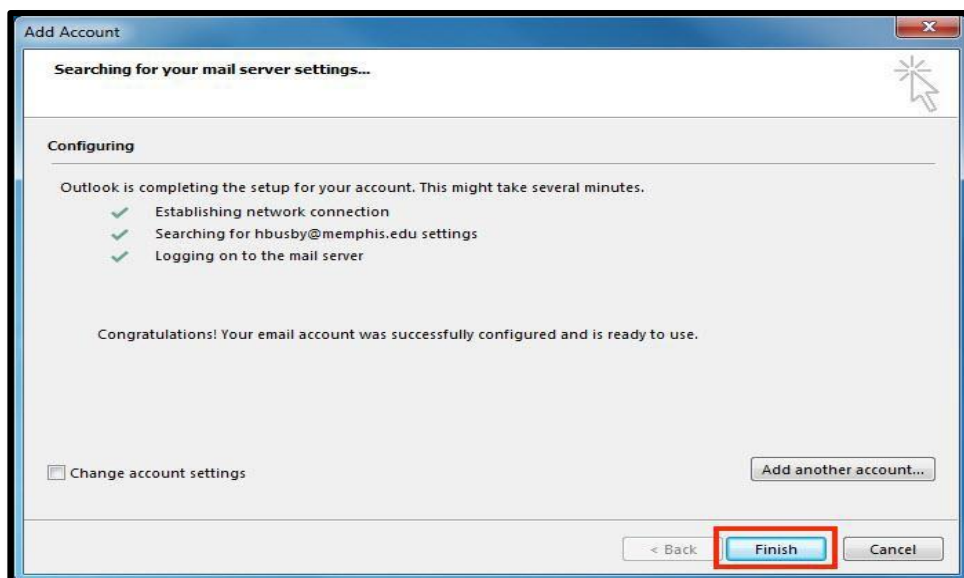 Add Account
Searching for your mail server settings...
Configuring
Outlook is completing the setup for your account. This might take several minutes.
Establishing network connection
Searching for hbusby@memphis.edu settings
Logging on to the mail server
Congratulations! Your email account was successfully configured and is ready to use.
Change account settings
Add another account...
< Back
Finish
Cancel